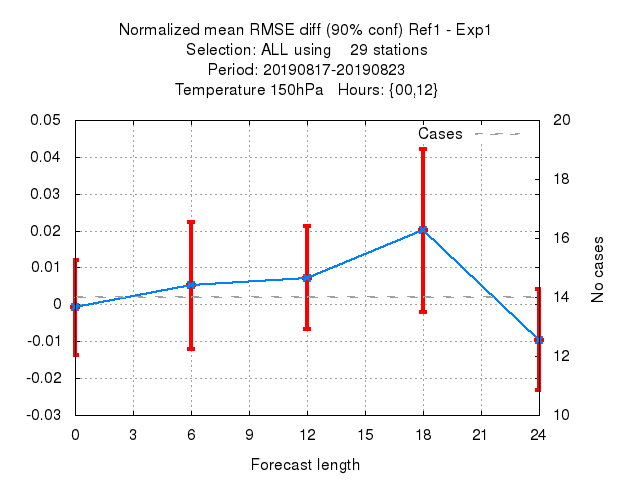 Normalized mean RMSE diff (90% conf) Ref1 - Exp1
Selection: ALL using    29 stations
Period: 20190817-20190823
Temperature 150hPa   Hours: {00,12}
Cases
0.05
0.04
0.03
0.02
0.01
0
-0.01
-0.02
-0.03
20
18
16
14
12
10
No cases
0 3 6 9 12 15 18 21 24
Forecast length